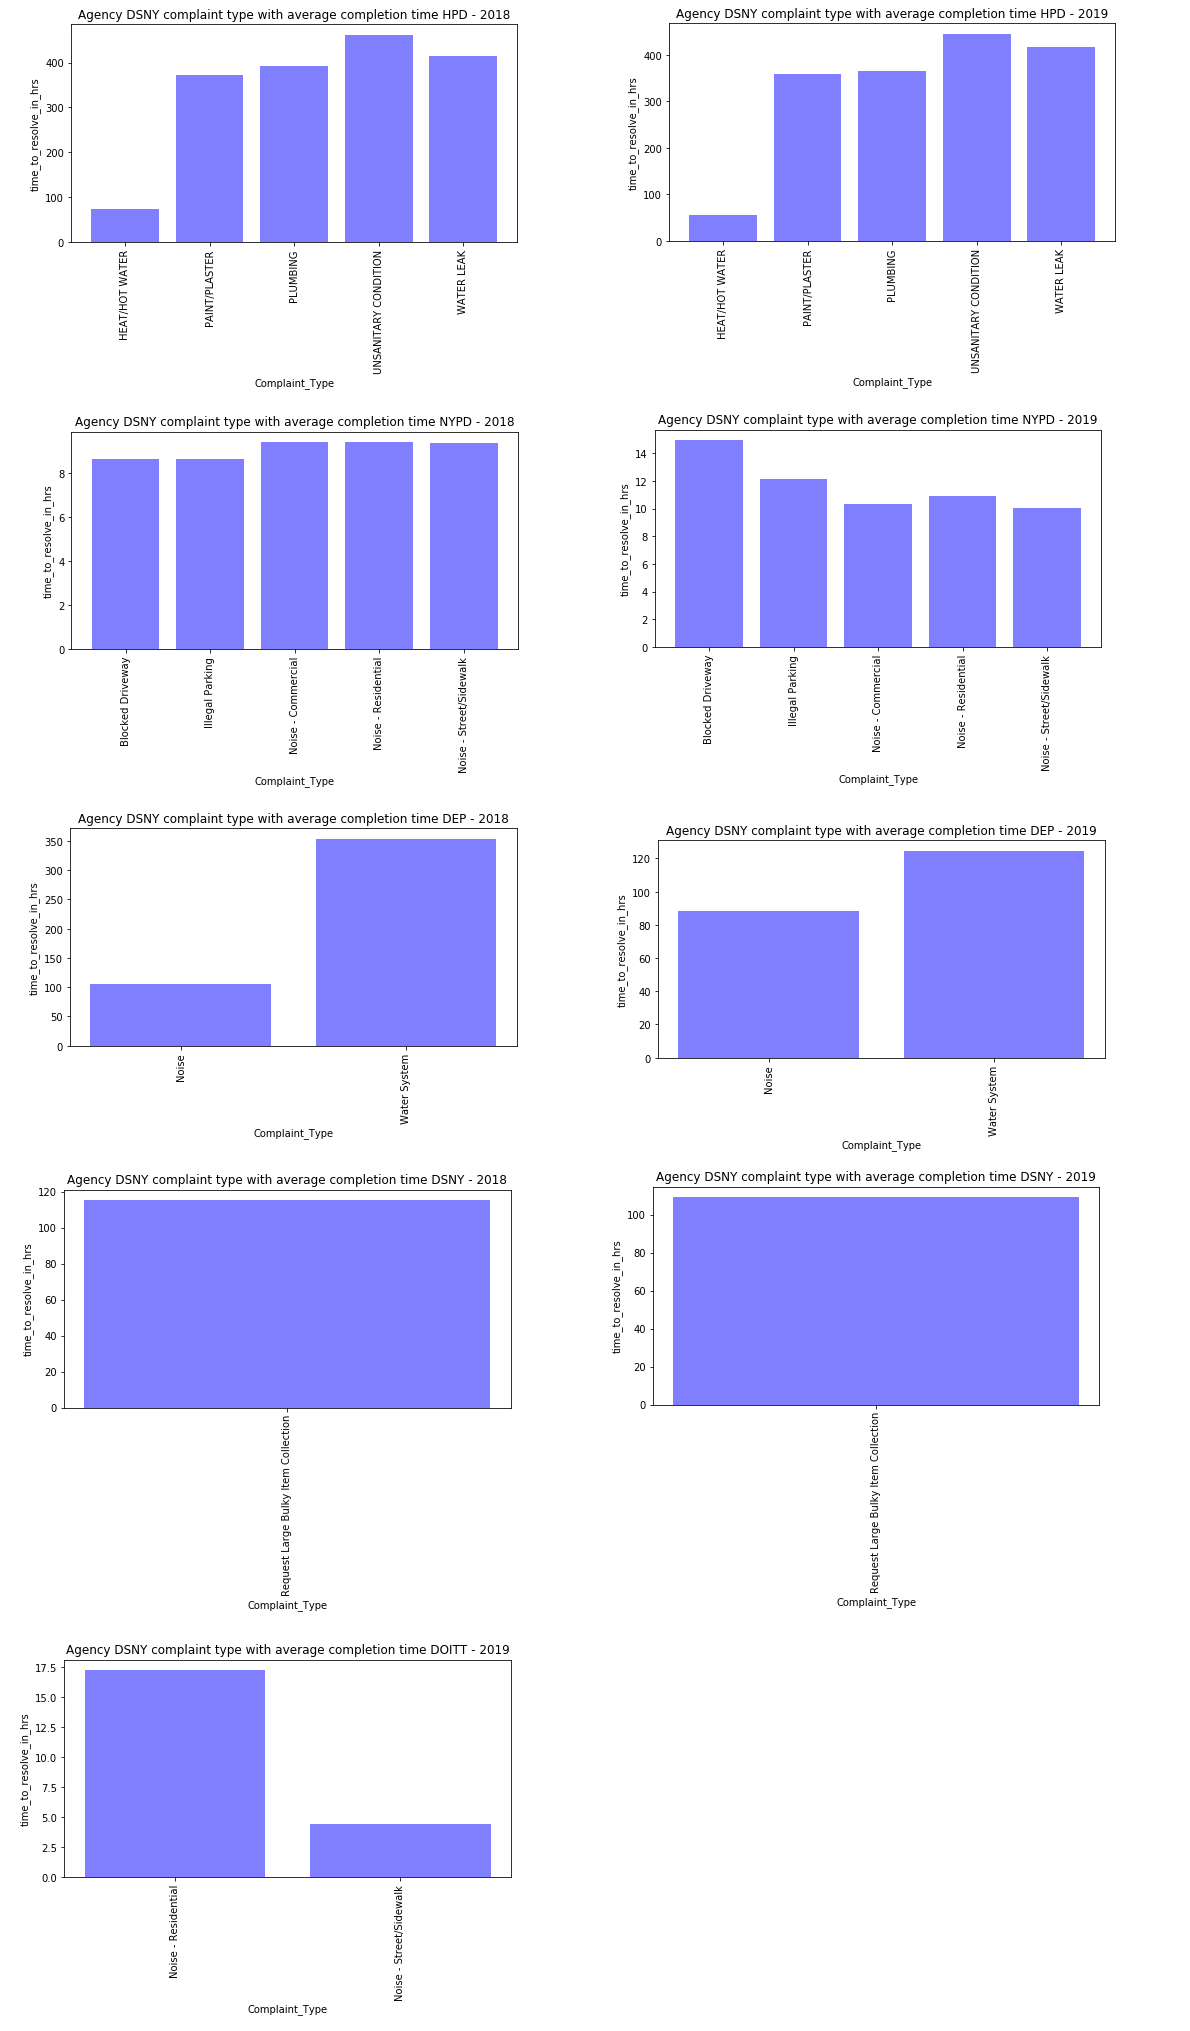 Agency DSNY complaint type with average completion time HPD - 2018
time_to_resolve_in_hrs
400
300
200
100
0
HEAT/HOT WATER
PAINT/PLASTER
PLUMBING
UNSANITARY CONDITION
WATER LEAK
Complaint_Type
Agency DSNY complaint type with average completion time HPD - 2019
time_to_resolve_in_hrs
400
300
200
100
0
HEAT/HOT WATER
PAINT/PLASTER
PLUMBING
UNSANITARY CONDITION
WATER LEAK
Complaint_Type
Agency DSNY complaint type with average completion time NYPD - 2018
time_to_resolve_in_hrs
8
6
4
2
0
Blocked Driveway
Illegal Parking
Noise - Commercial
Noise - Residential
Noise - Street/Sidewalk
Complaint_Type
Agency DSNY complaint type with average completion time NYPD - 2019
time_to_resolve_in_hrs
14
12
10
8
6
4
2
0
Blocked Driveway
Illegal Parking
Noise - Commercial
Noise - Residential
Noise - Street/Sidewalk
Complaint_Type
Agency DSNY complaint type with average completion time DEP - 2018
time_to_resolve_in_hrs
350
300
250
200
150
100
50
0
Noise
Water System
Complaint_Type
Agency DSNY complaint type with average completion time DEP - 2019
time_to_resolve_in_hrs
120
100
80
60
40
20
0
Noise
Water System
Complaint_Type
Agency DSNY complaint type with average completion time DSNY - 2018
time_to_resolve_in_hrs
120
100
80
60
40
20
0
Request Large Bulky Item Collection
Complaint_Type
Agency DSNY complaint type with average completion time DSNY - 2019
time_to_resolve_in_hrs
100
80
60
40
20
0
Request Large Bulky Item Collection
Complaint_Type
Agency DSNY complaint type with average completion time DOITT - 2019
time_to_resolve_in_hrs
17.5
15.0
12.5
10.0
7.5
5.0
2.5
0.0
Noise - Residential
Noise - Street/Sidewalk
Complaint_Type